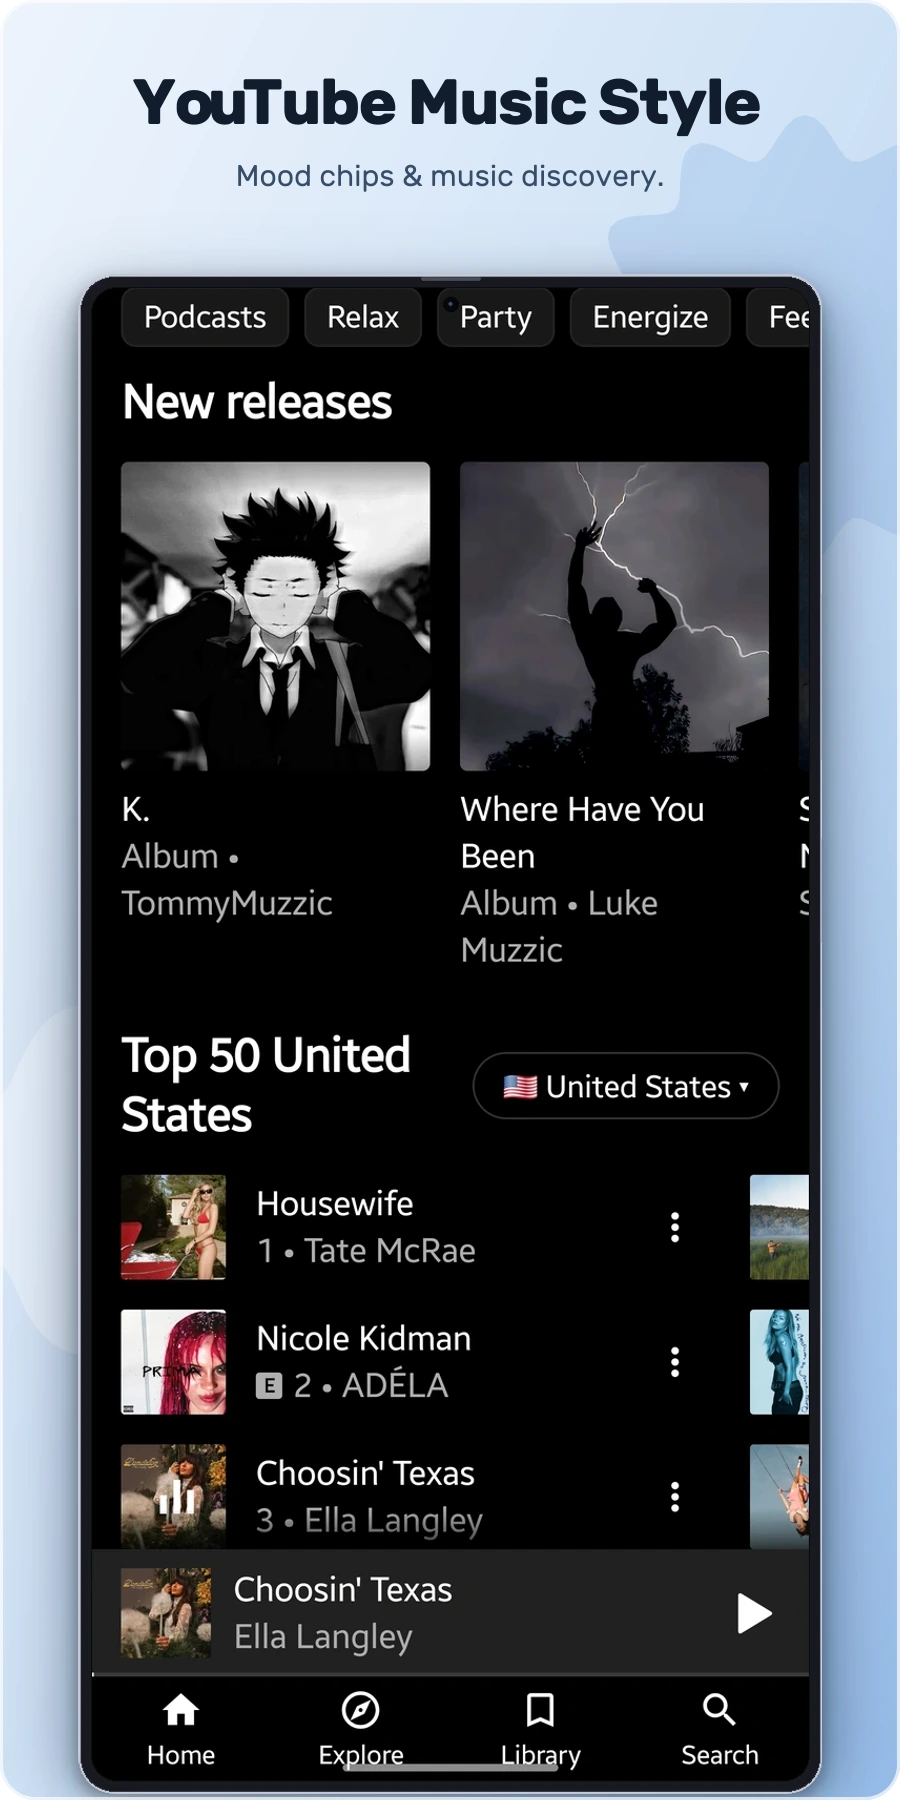 YouTube Music Style
Mood chips & music discovery.
Podcasts
Relax
Party
Energize
Fee
New releases
K.
Album •
TommyMuzzic
Where Have You
Been
Album • Luke
Muzzic
Top 50 United
States
🇺🇸 United States ▾
Housewife
1 • Tate McRae
PRIMA
Nicole Kidman
E 2 • ADÉLA
Choosin' Texas
3 • Ella Langley
Choosin' Texas
Ella Langley
Home
Explore
Library
Search